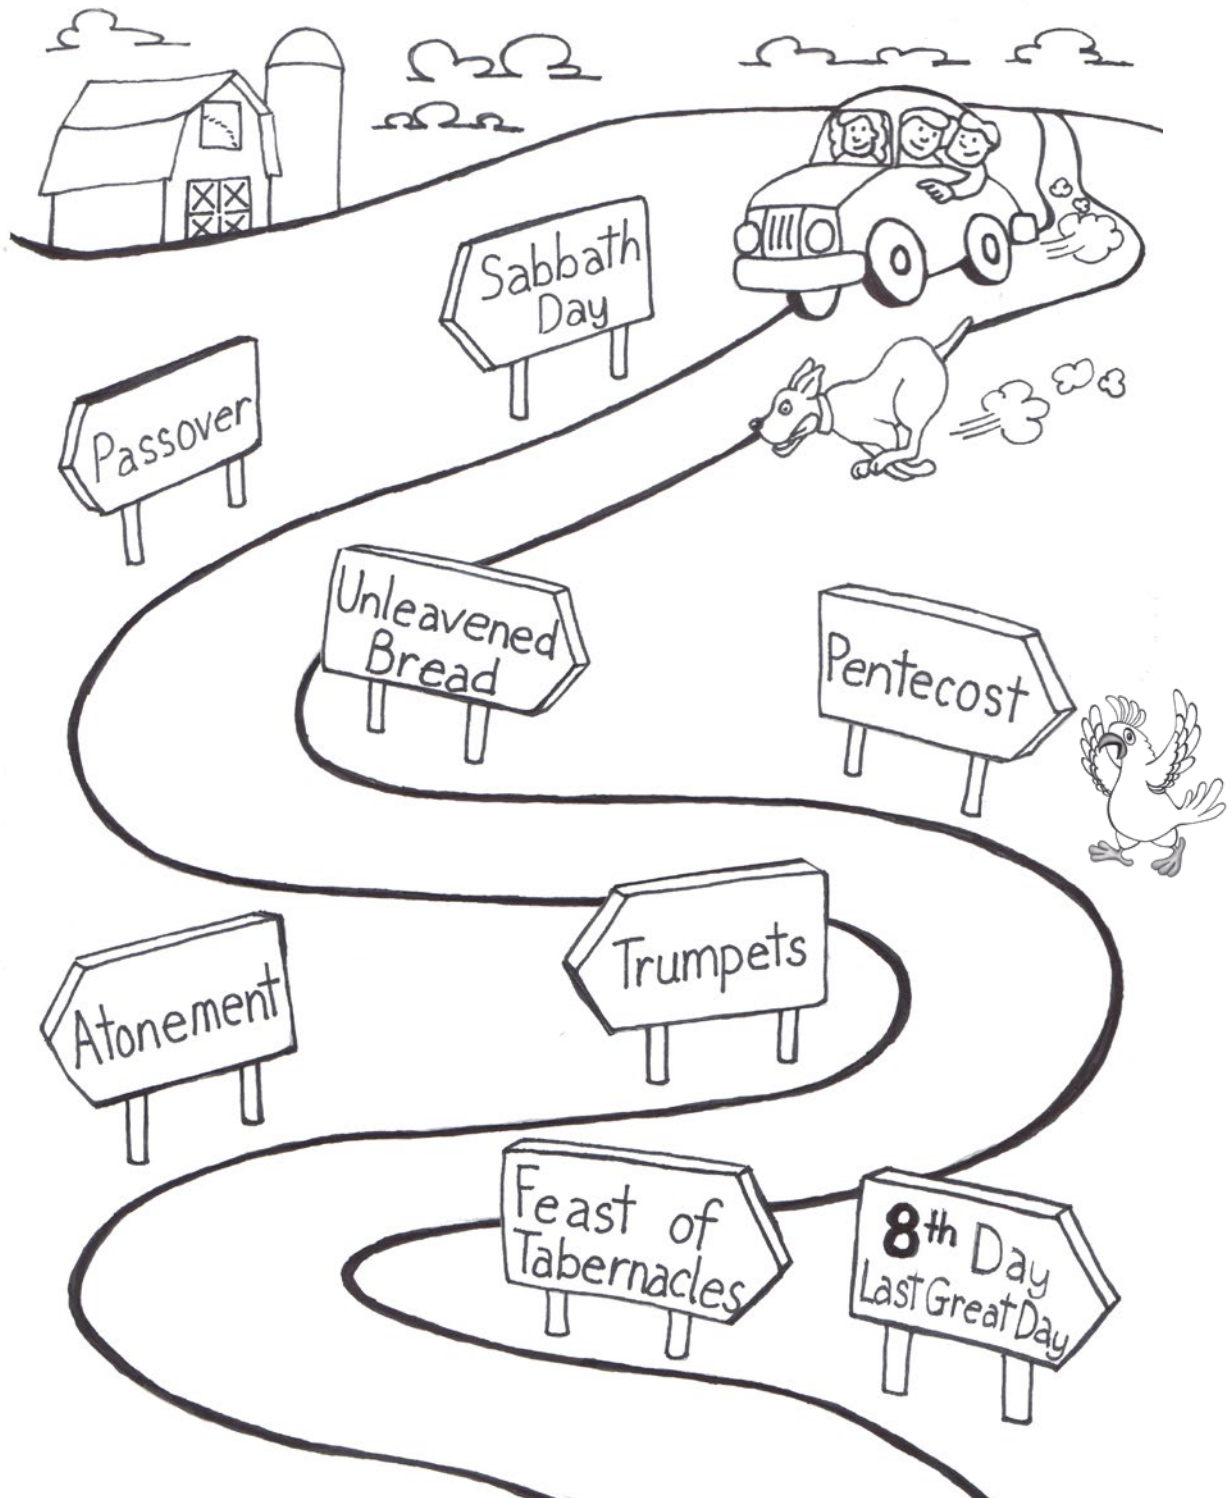 Sabbath
Day
Passover
Unleavened
Bread
Pentecost
Trumpets
Atonement
Feast of
Tabernacles
8th Day
Last Great Day